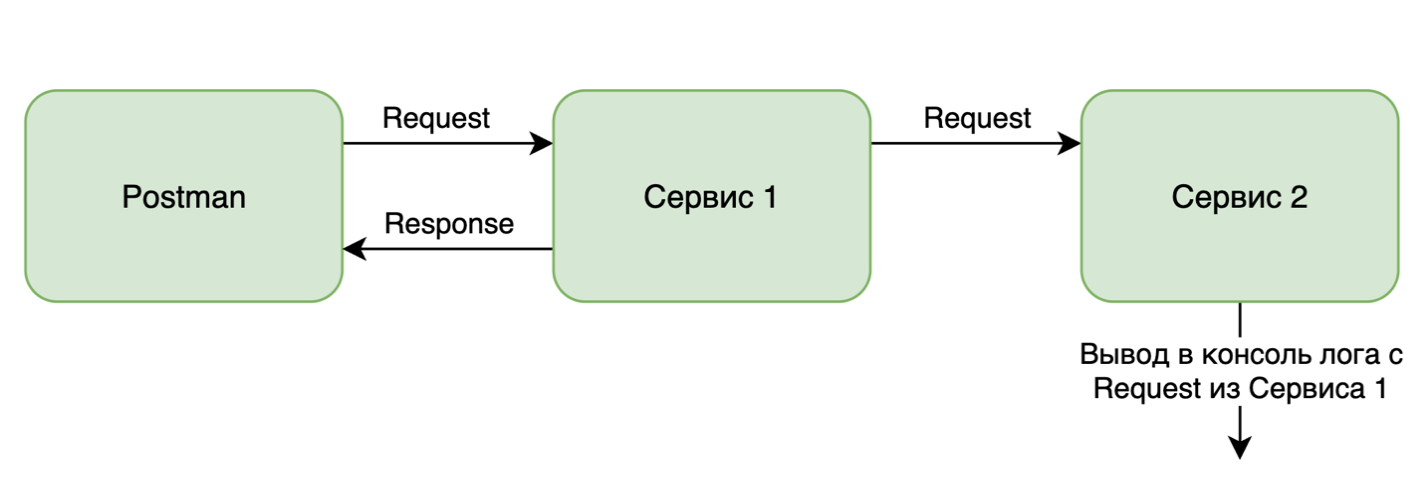 Request
Request
Postman
Сервис 1
Сервис 2
Response
Вывод в консоль лога с
Request из Сервиса 1